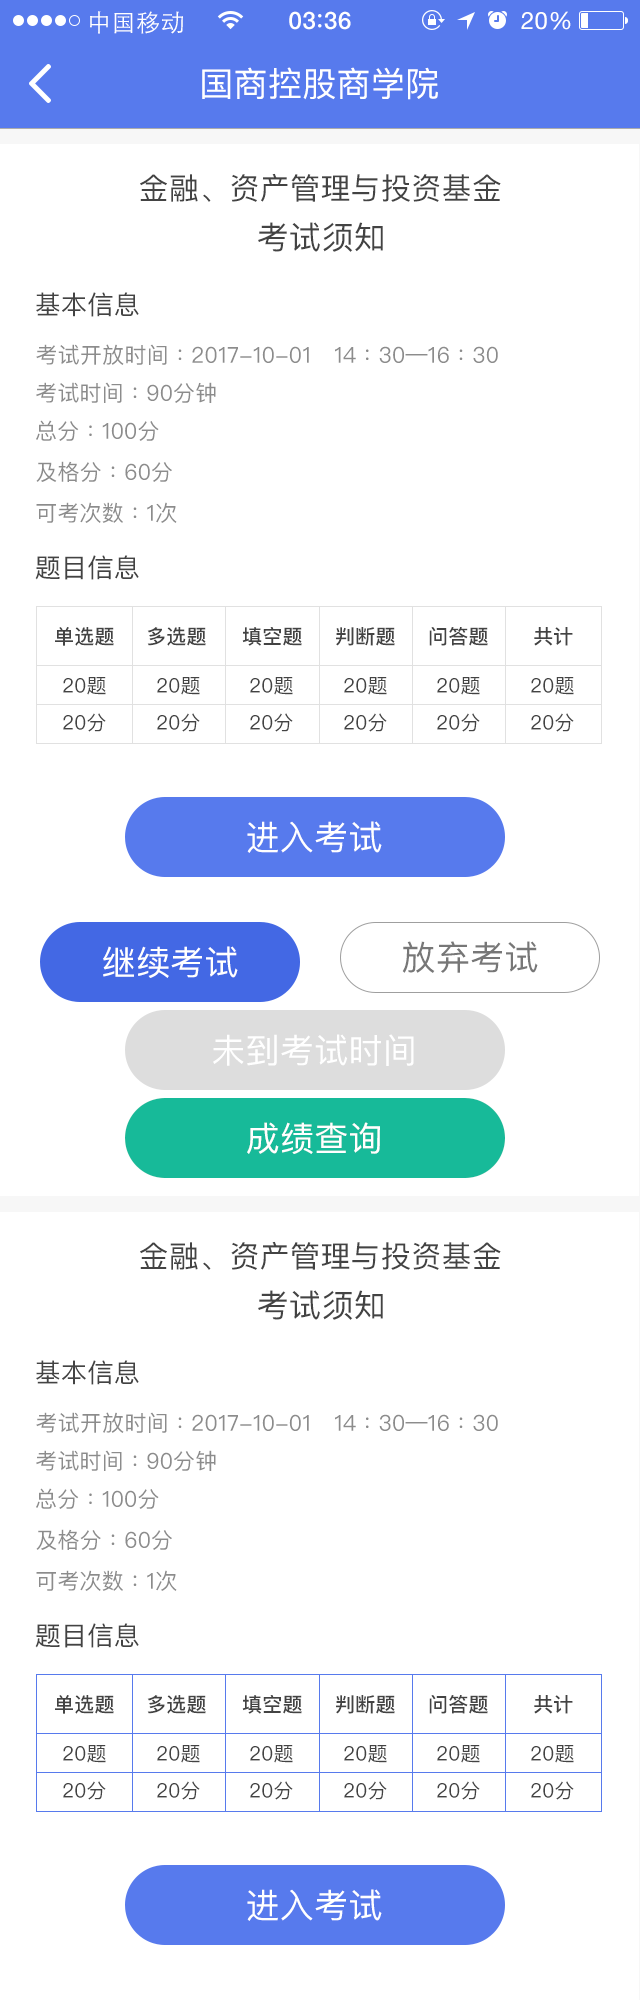 中国移动 03:36 20%
国商控股商学院
金融、资产管理与投资基金
考试须知
基本信息
考试开放时间：2017-10-01 14：30—16：30
考试时间：90分钟
总分：100分
及格分：60分
可考次数：1次
题目信息
单选题 多选题 填空题 判断题 问答题 共计
20题 20题 20题 20题 20题 20题
20分 20分 20分 20分 20分 20分
进入考试
继续考试 放弃考试
未到考试时间
成绩查询
金融、资产管理与投资基金
考试须知
基本信息
考试开放时间：2017-10-01 14：30—16：30
考试时间：90分钟
总分：100分
及格分：60分
可考次数：1次
题目信息
单选题 多选题 填空题 判断题 问答题 共计
20题 20题 20题 20题 20题 20题
20分 20分 20分 20分 20分 20分
进入考试